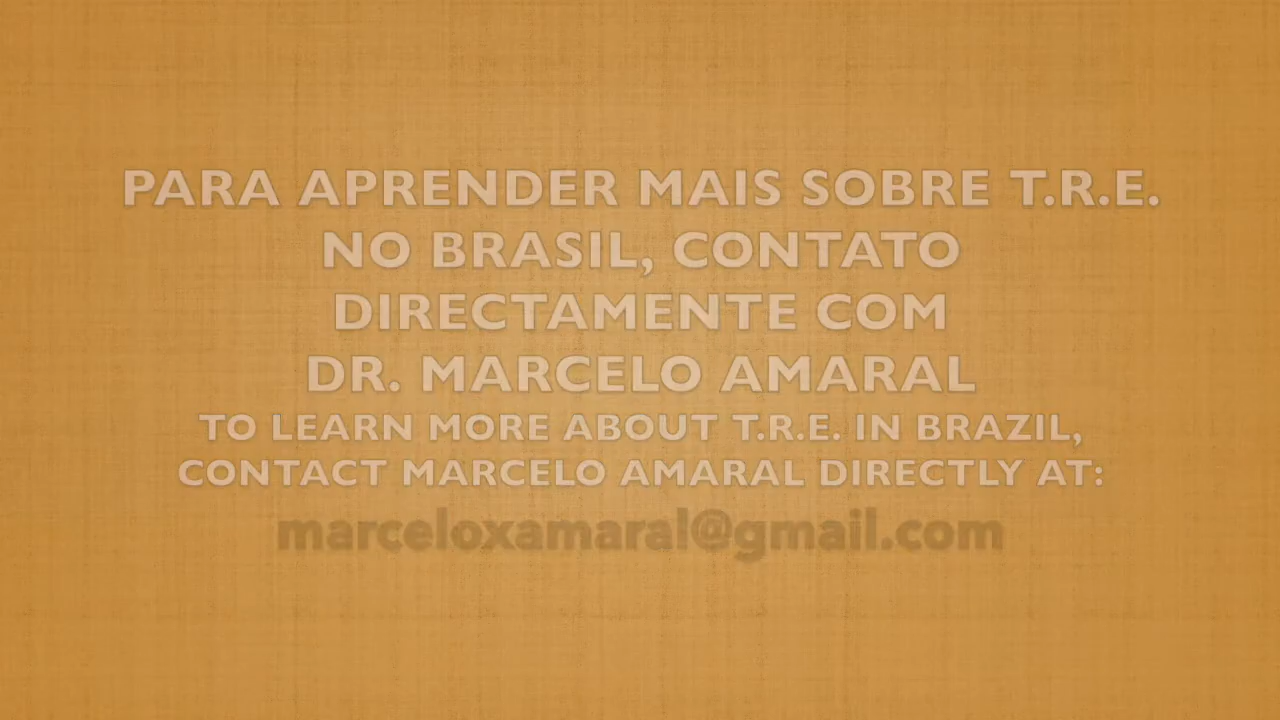 PARA APRENDER MAIS SOBRE T.R.E.
NO BRASIL, CONTATO
DIRECTAMENTE COM
DR. MARCELO AMARAL
TO LEARN MORE ABOUT T.R.E. IN BRAZIL,
CONTACT MARCELO AMARAL DIRECTLY AT:
marceloxamaral@gmail.com